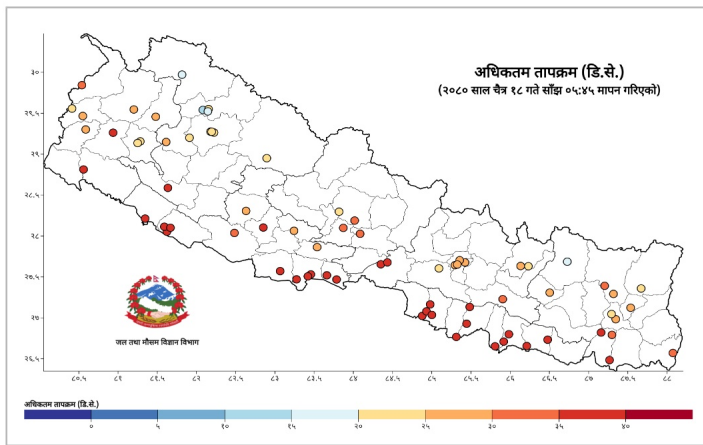 अधिकतम तापक्रम (डि.से.)
(२०८० साल चैत्र १८ गते साँझ ०५:४५ मापन गरिएको)
३०
२९.५
२९
२८.५
२८
२७.५
२७
२६.५
जल तथा मौसम विज्ञान विभाग
८०.५ ८१ ८१.५ ८२ ८२.५ ८३ ८३.५ ८४ ८४.५ ८५ ८५.५ ८६ ८६.५ ८७ ८७.५ ८८
अधिकतम तापक्रम (डि.से.)
० ५ १० १५ २० २५ ३० ३५ ४०